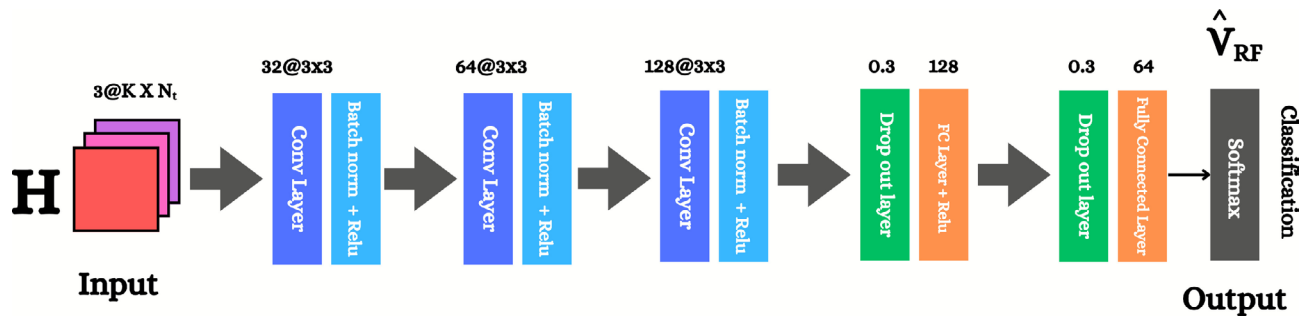 H
3@K X Nₜ
Input
32@3x3
Conv Layer
Batch norm + Relu
64@3x3
Conv Layer
Batch norm + Relu
128@3x3
Conv Layer
Batch norm + Relu
0.3
Drop out layer
128
FC Layer + Relu
0.3
Drop out layer
64
Fully Connected Layer
V̂_RF
Softmax
Classification
Output